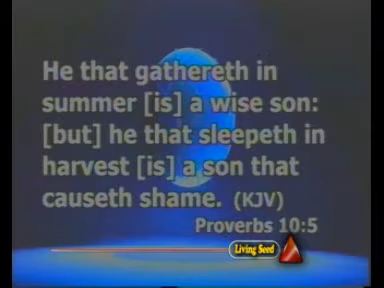 He that gathereth in
summer [is] a wise son:
[but] he that sleepeth in
harvest [is] a son that
causeth shame. (KJV)
Proverbs 10:5
Living Seed